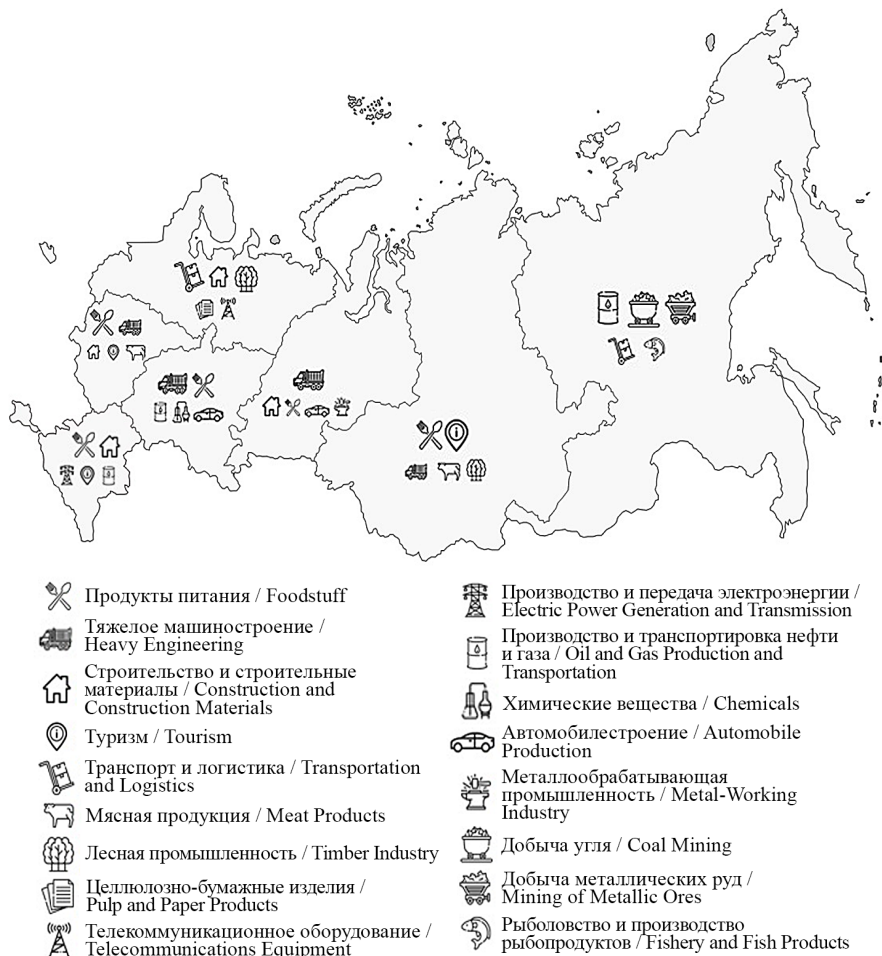 Продукты питания / Foodstuff
Тяжелое машиностроение /
Heavy Engineering
Строительство и строительные
материалы / Construction and
Construction Materials
Туризм / Tourism
Транспорт и логистика / Transportation
and Logistics
Мясная продукция / Meat Products
Лесная промышленность / Timber Industry
Целлюлозно-бумажные изделия /
Pulp and Paper Products
Телекоммуникационное оборудование /
Telecommunications Equipment
Производство и передача электроэнергии /
Electric Power Generation and Transmission
Производство и транспортировка нефти
и газа / Oil and Gas Production and
Transportation
Химические вещества / Chemicals
Автомобилестроение / Automobile
Production
Металлообрабатывающая
промышленность / Metal-Working
Industry
Добыча угля / Coal Mining
Добыча металлических руд /
Mining of Metallic Ores
Рыболовство и производство
рыбопродуктов / Fishery and Fish Products